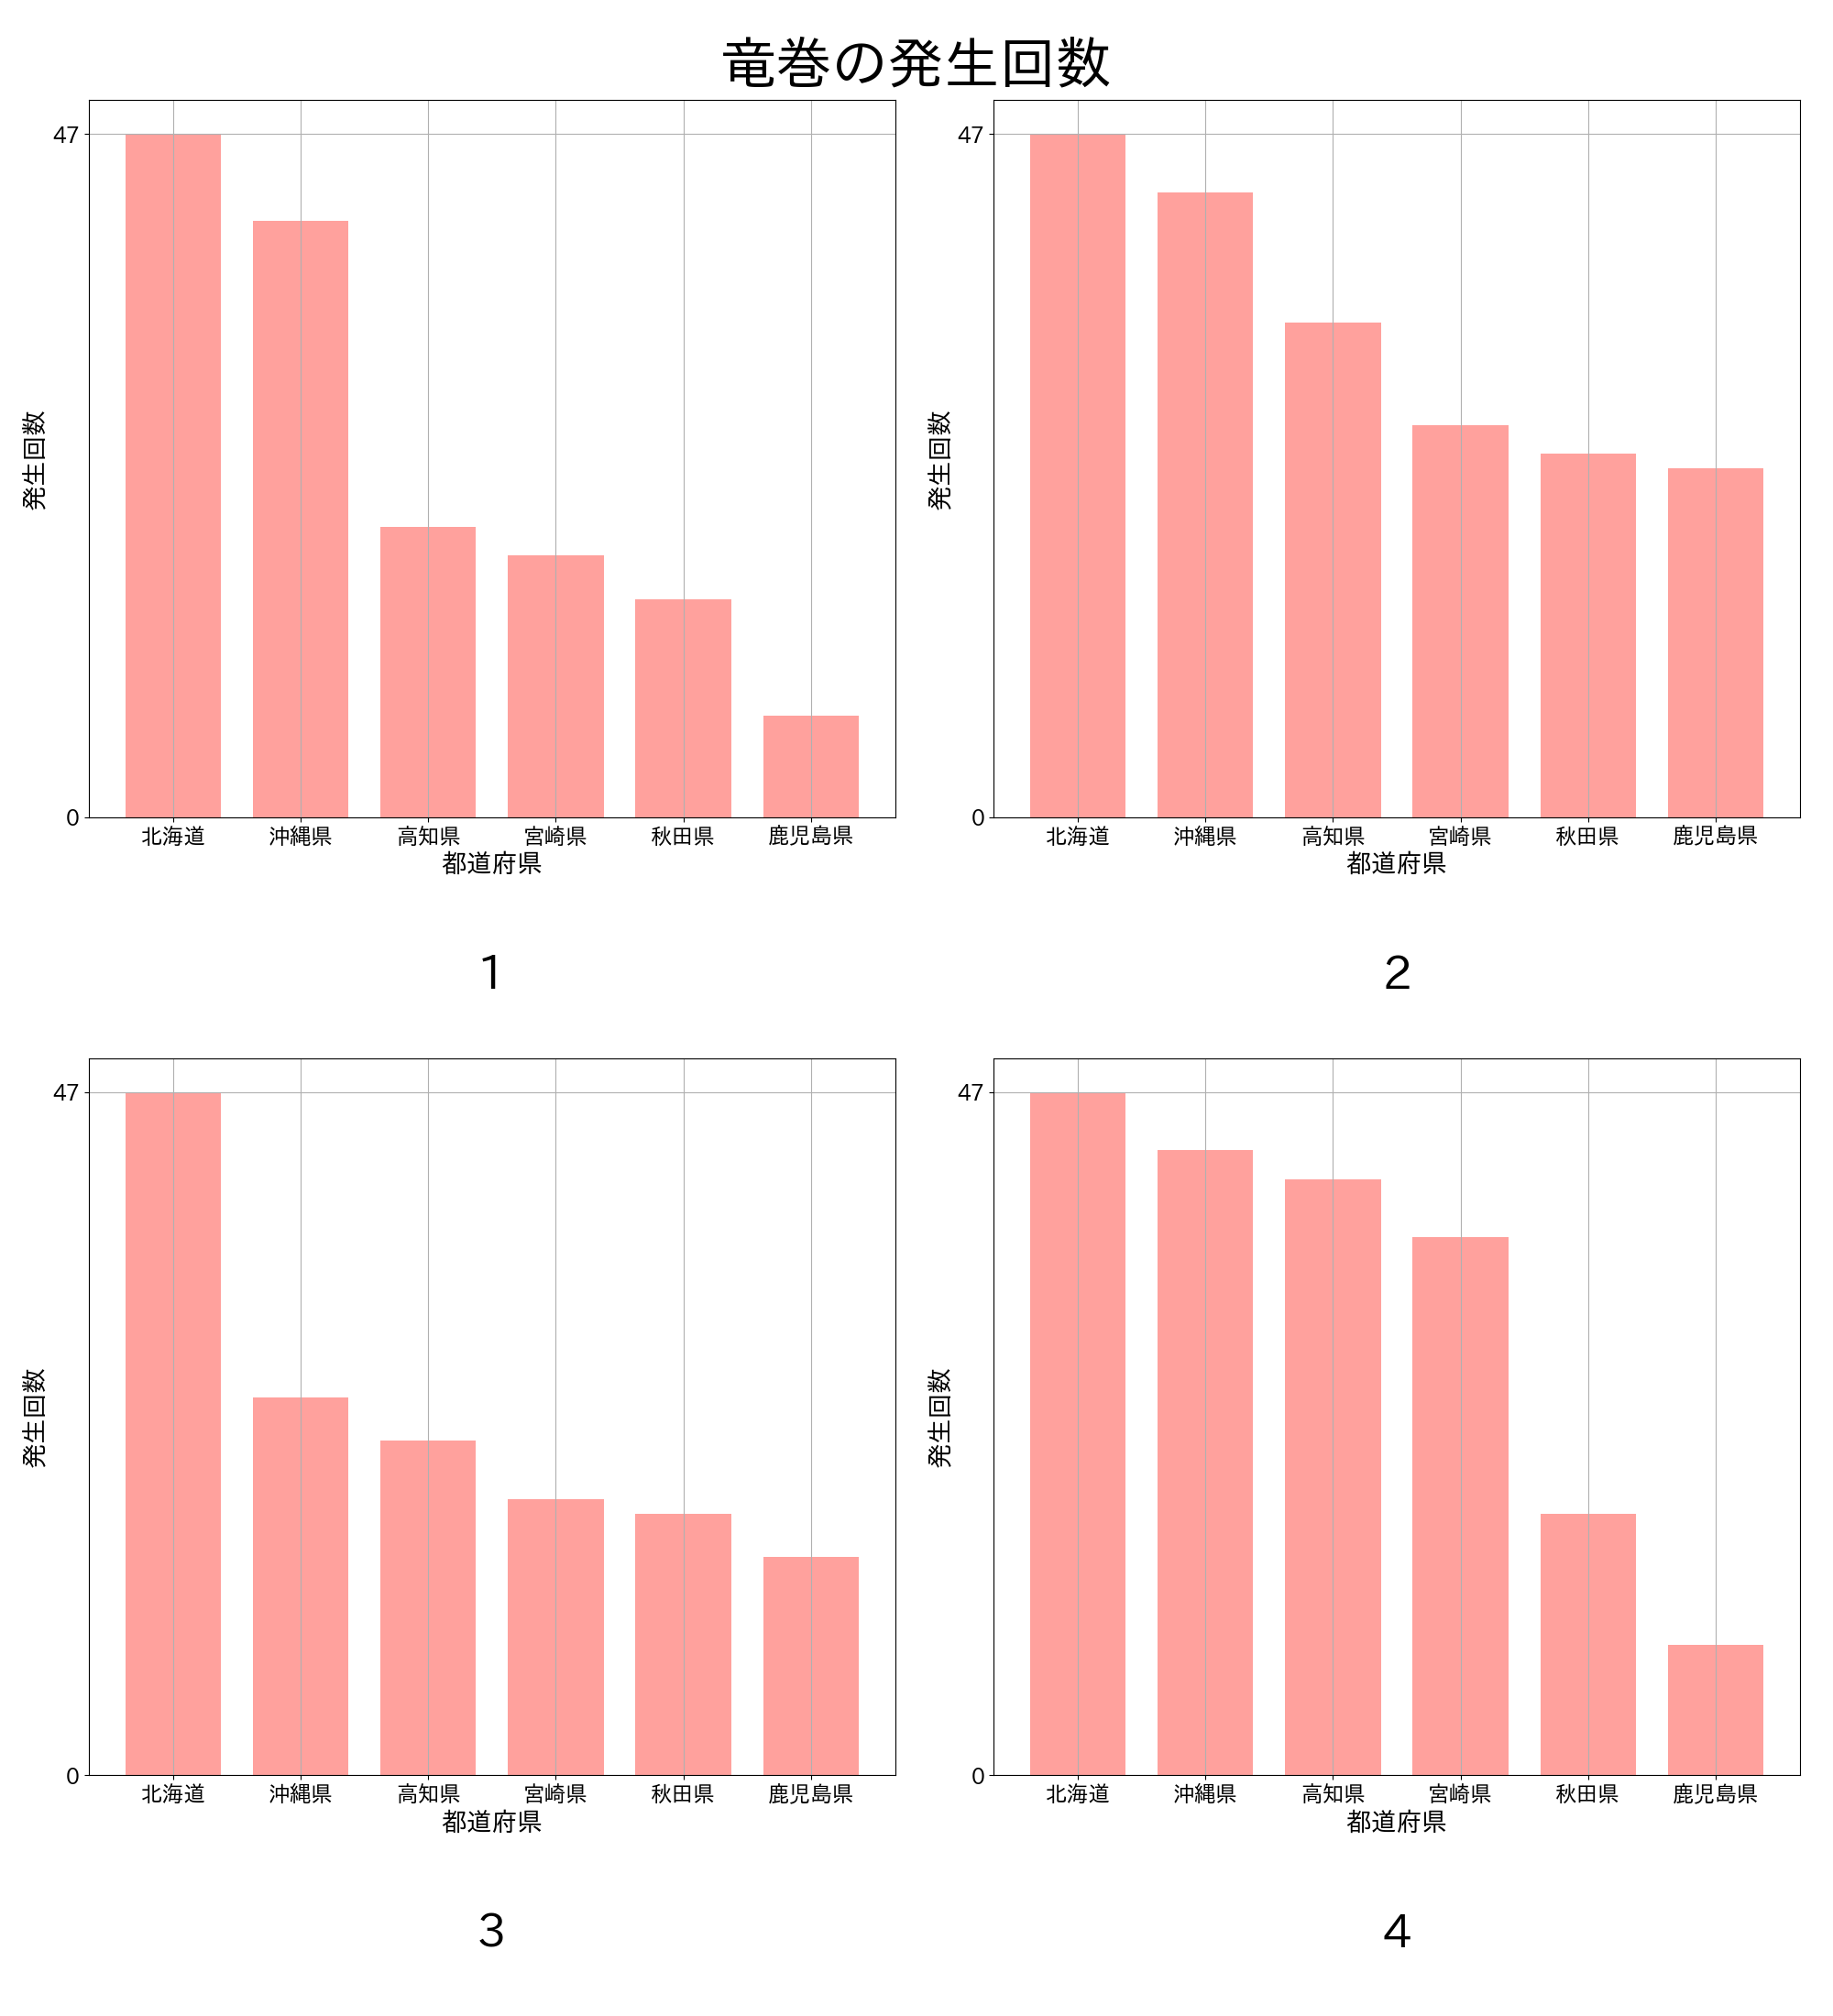 竜巻の発生回数
47
発生回数
0
北海道 沖縄県 高知県 宮崎県 秋田県 鹿児島県
都道府県
1
47
発生回数
0
北海道 沖縄県 高知県 宮崎県 秋田県 鹿児島県
都道府県
2
47
発生回数
0
北海道 沖縄県 高知県 宮崎県 秋田県 鹿児島県
都道府県
3
47
発生回数
0
北海道 沖縄県 高知県 宮崎県 秋田県 鹿児島県
都道府県
4